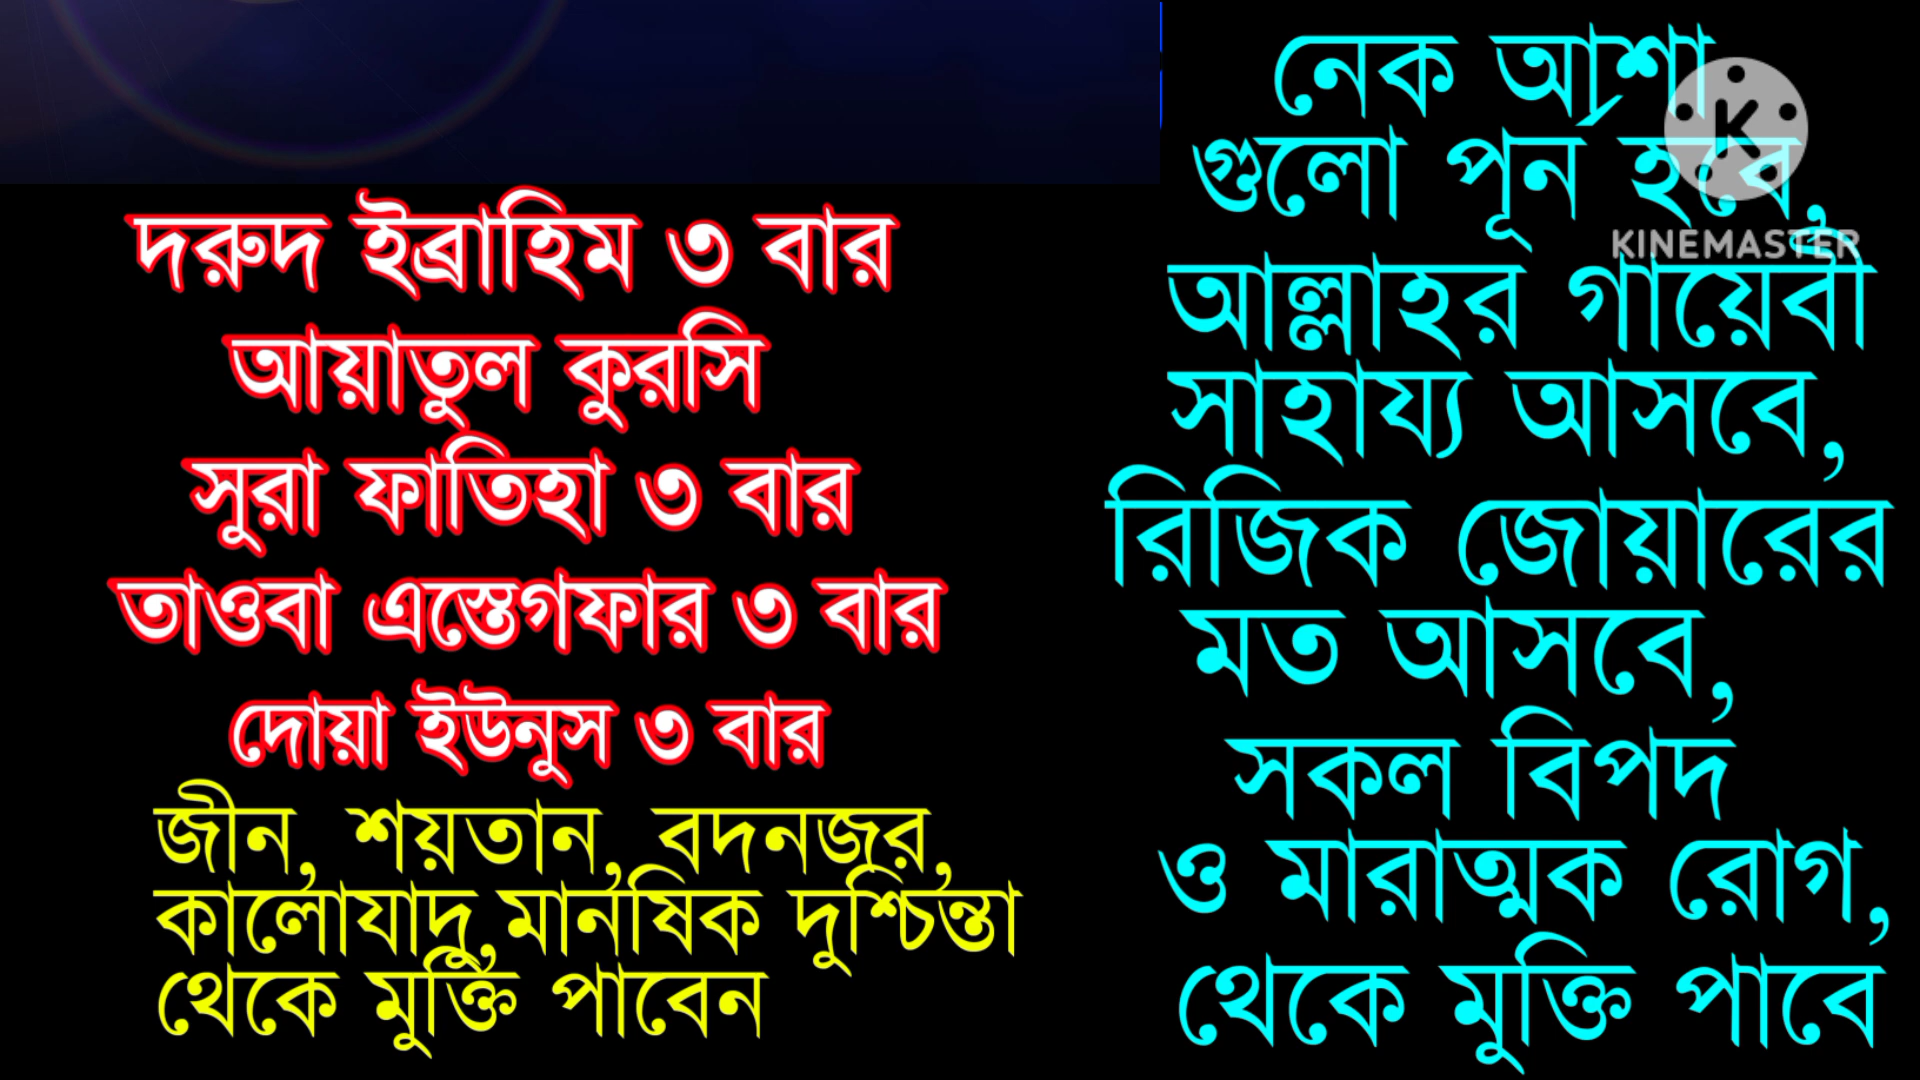 দরুদ ইব্রাহিম ৩ বার
আয়াতুল কুরসি
সুরা ফাতিহা ৩ বার
তাওবা এস্তেগফার ৩ বার
দোয়া ইউনুস ৩ বার
জীন, শয়তান, বদনজর,
কালোযাদু,মানষিক দুশ্চিন্তা
থেকে মুক্তি পাবেন
নেক আশা
গুলো পূর্ন হবে,
আল্লাহর গায়েবী
সাহায্য আসবে,
রিজিক জোয়ারের
মত আসবে,
সকল বিপদ
ও মারাত্মক রোগ,
থেকে মুক্তি পাবে
KINEMASTER